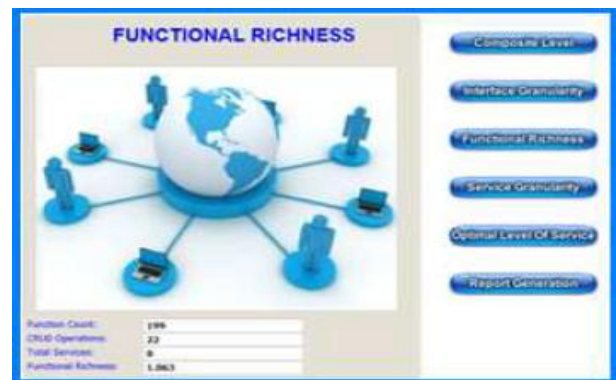 FUNCTIONAL RICHNESS
Composite Level
Interface Granularity
Functional Richness
Service Granularity
Optimal Level Of Service
Report Generation
Function Count: 199
CRUD Operations: 22
Total Services: 6
Functional Richness: 1.863